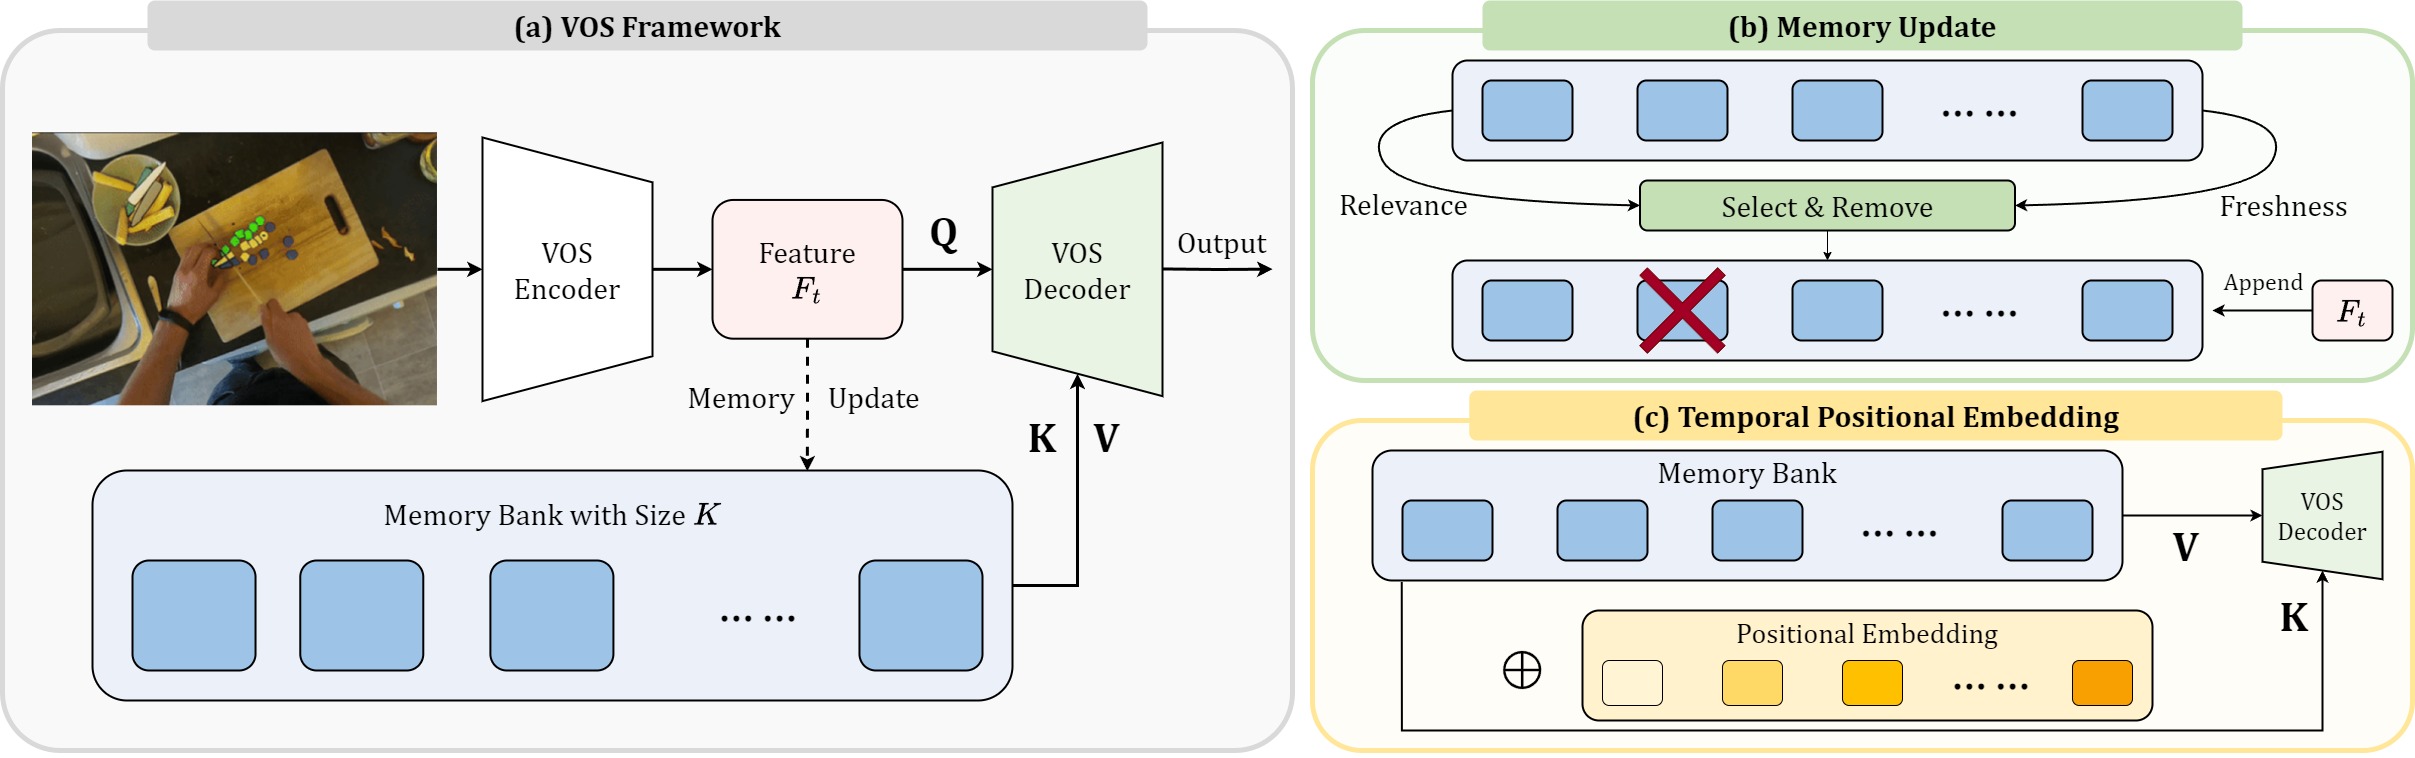 (a) VOS Framework
VOS
Encoder
Feature
F_t
Q
VOS
Decoder
Output
Memory Update
K V
Memory Bank with Size K
... ...
(b) Memory Update
... ...
Relevance
Select & Remove
Freshness
... ...
Append
F_t
(c) Temporal Positional Embedding
Memory Bank
... ...
V
VOS
Decoder
K
⊕
Positional Embedding
... ...